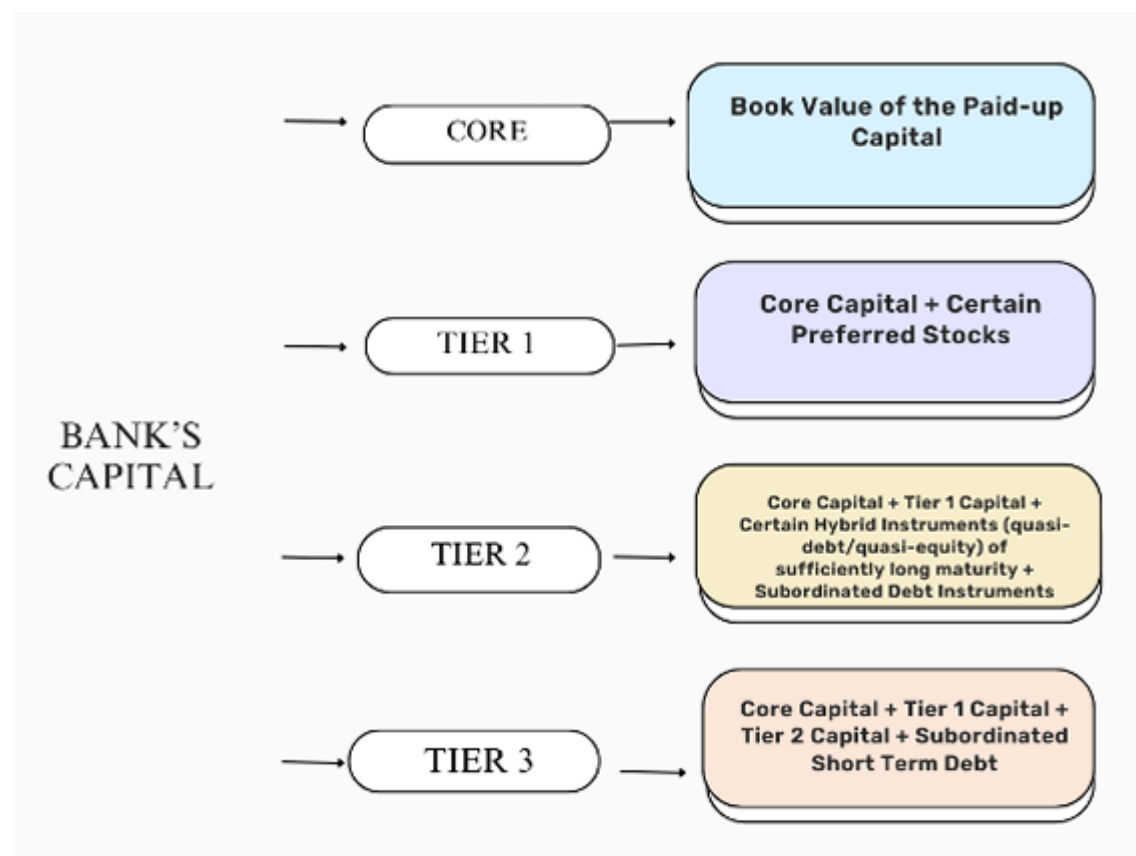 BANK'S
CAPITAL
CORE
Book Value of the Paid-up
Capital
TIER 1
Core Capital + Certain
Preferred Stocks
TIER 2
Core Capital + Tier 1 Capital +
Certain Hybrid Instruments (quasi-
debt/quasi-equity) of
sufficiently long maturity +
Subordinated Debt Instruments
TIER 3
Core Capital + Tier 1 Capital +
Tier 2 Capital + Subordinated
Short Term Debt